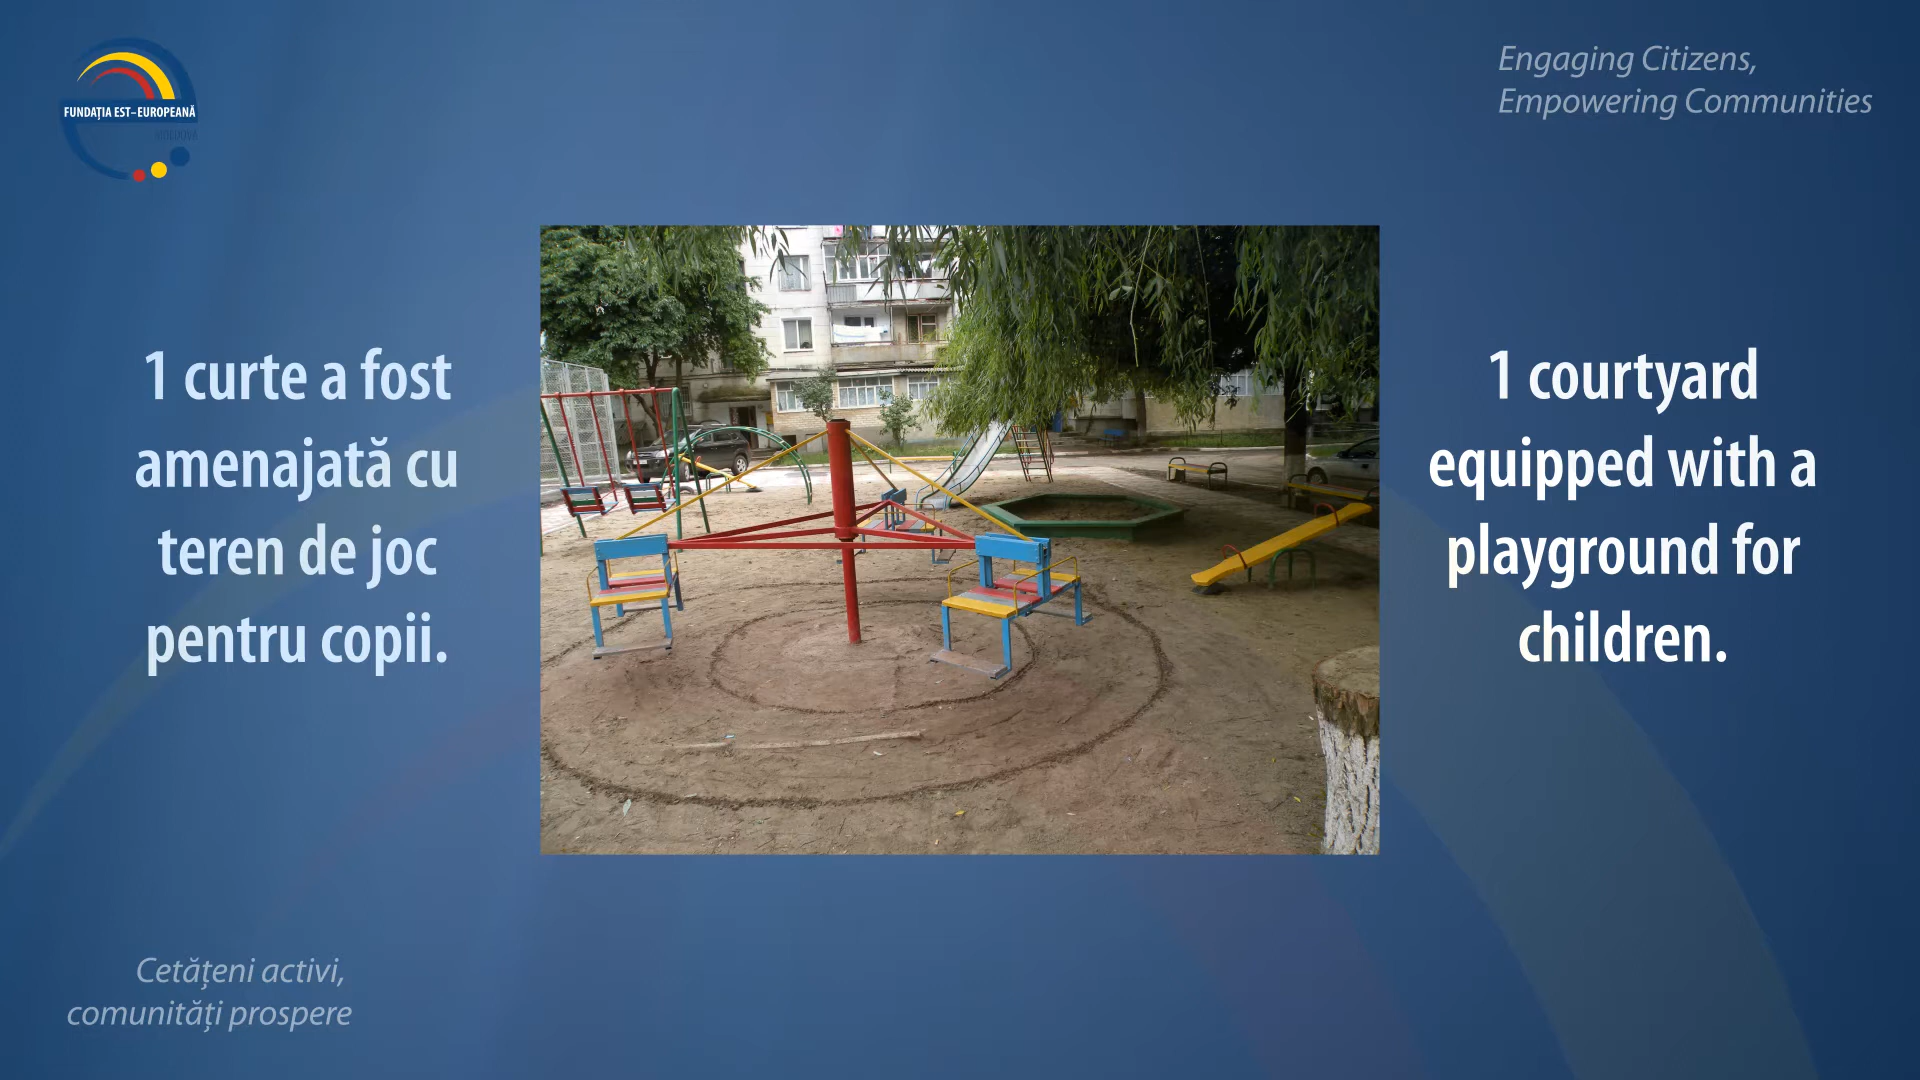 FUNDAȚIA EST-EUROPEANĂ
MOLDOVA
Engaging Citizens,
Empowering Communities
1 curte a fost
amenajată cu
teren de joc
pentru copii.
1 courtyard
equipped with a
playground for
children.
Cetățeni activi,
comunități prospere